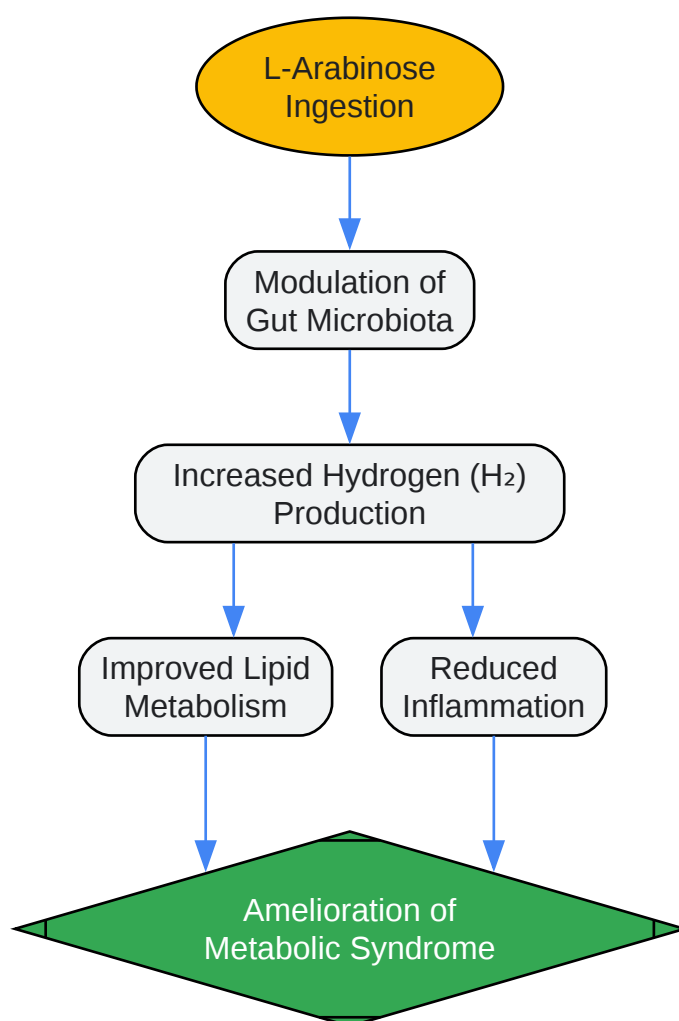 L-Arabinose
Ingestion
Modulation of
Gut Microbiota
Increased Hydrogen (H₂)
Production
Improved Lipid
Metabolism
Reduced
Inflammation
Amelioration of
Metabolic Syndrome